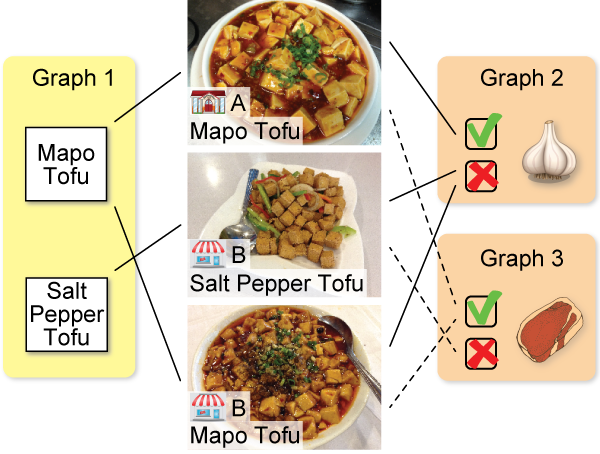 Graph 1
Mapo
Tofu
Salt
Pepper
Tofu
A
Mapo Tofu
B
Salt Pepper Tofu
B
Mapo Tofu
Graph 2
Graph 3